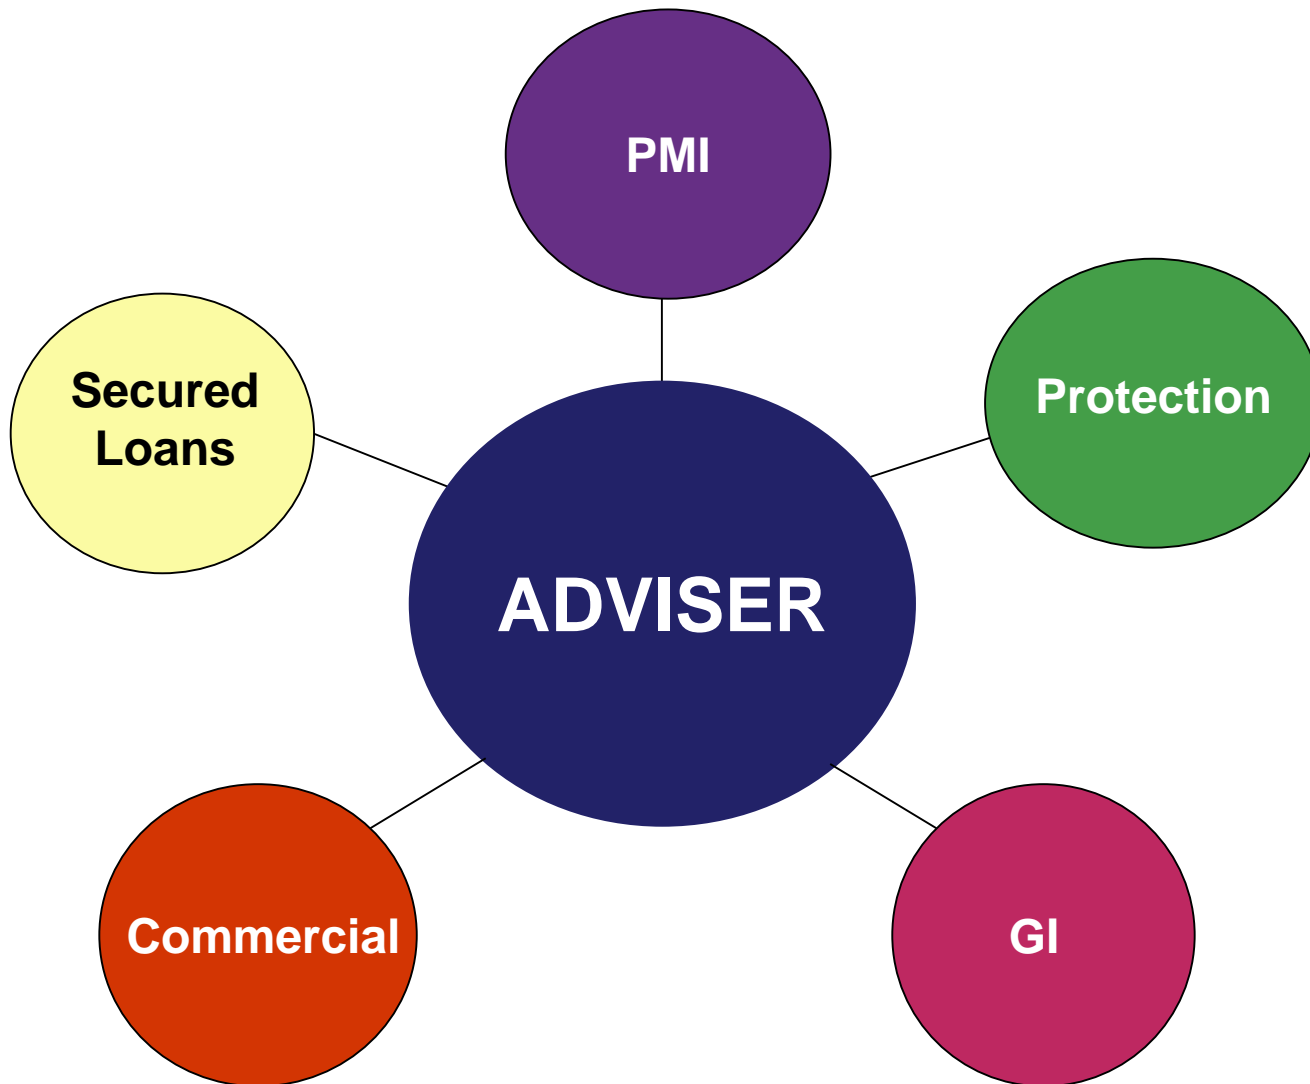 PMI
Protection
Secured
Loans
ADVISER
Commercial
GI